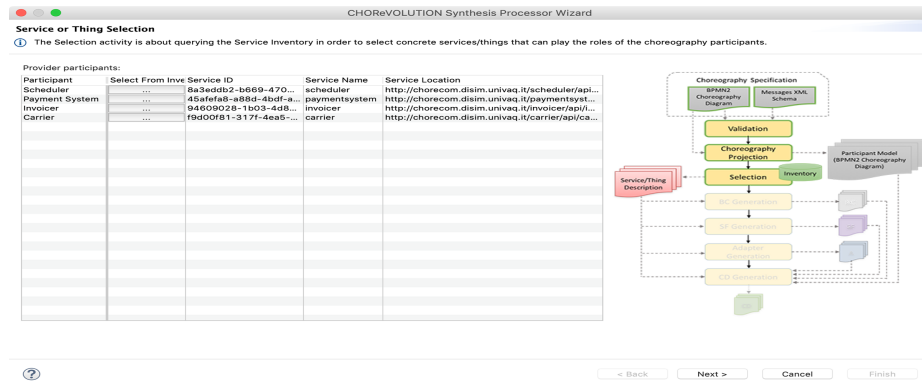 CHOReVOLUTION Synthesis Processor Wizard
Service or Thing Selection
The Selection activity is about querying the Service Inventory in order to select concrete services/things that can play the roles of the choreography participants.
Provider participants:
Participant Select From Inve Service ID Service Name Service Location
Scheduler ... 8a3eddb2-b669-470... scheduler http://chorecom.disim.univaq.it/scheduler/api...
Payment System ... 45afefa8-a88d-4bdf-a... paymentsystem http://chorecom.disim.univaq.it/paymentsyst...
Invoicer ... 94609028-1b03-4d8... invoicer http://chorecom.disim.univaq.it/invoicer/api/i...
Carrier ... f9d00f81-317f-4ea5-... carrier http://chorecom.disim.univaq.it/carrier/api/ca...
Choreography Specification
BPMN2
Choreography
Diagram
Messages XML
Schema
Validation
Choreography
Projection
Participant Model
(BPMN2 Choreography
Diagram)
Selection
Inventory
Service/Thing
Description
BC Generation
SF Generation
Adapter
Generation
CD Generation
?
< Back Next > Cancel Finish